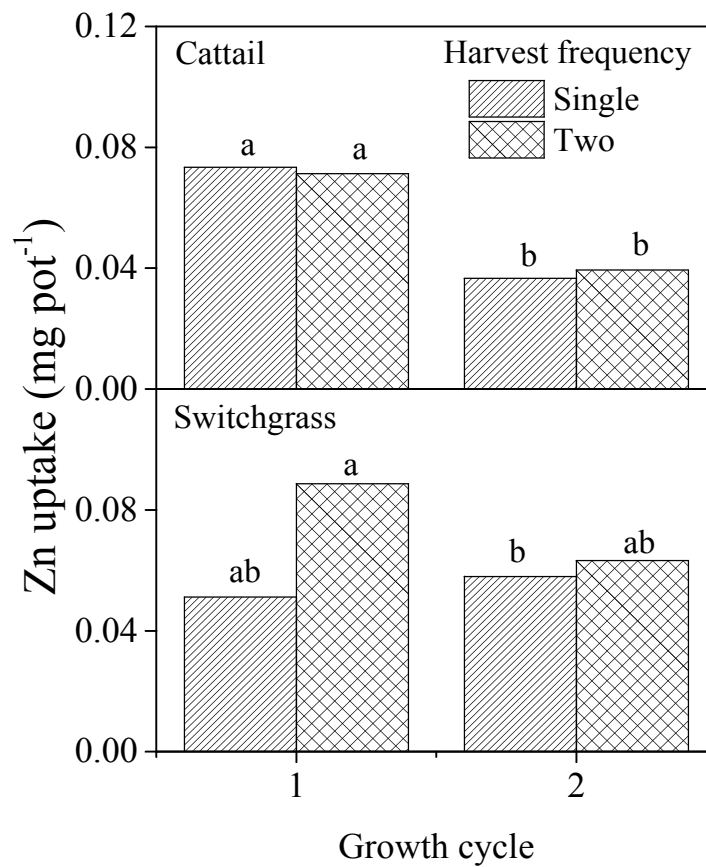 0.12
Cattail
Harvest frequency
Single
Two
a
a
0.08
b
b
0.04
0.00
Zn uptake (mg pot⁻¹)
Switchgrass
a
0.08
ab
b
ab
0.04
0.00
1
2
Growth cycle